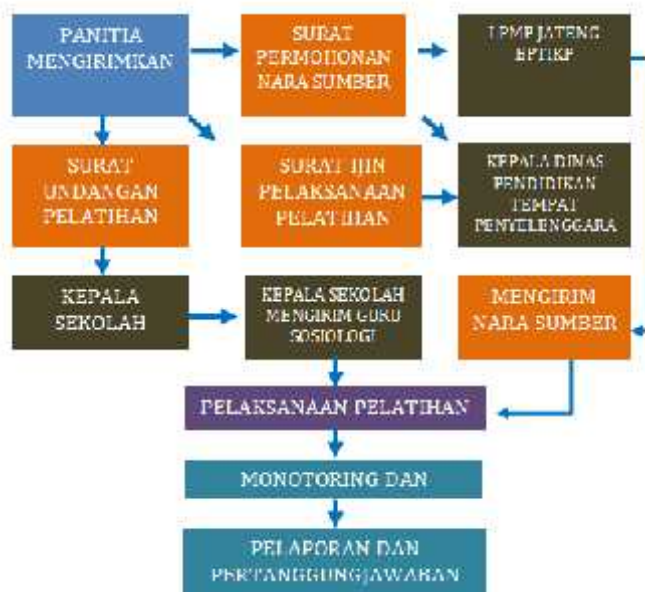 PANITIA
MENGIRIMKAN
SURAT
PERMOHONAN
NARA SUMBER
LPMP JATENG
BPTIKP
SURAT
UNDANGAN
PELATIHAN
SURAT IJIN
PELAKSANAAN
PELATIHAN
KEPALA DINAS
PENDIDIKAN
TEMPAT
PENYELENGGARA
KEPALA
SEKOLAH
KEPALA SEKOLAH
MENGIRIM GURU
SOSIOLOGI
MENGIRIM
NARA SUMBER
PELAKSANAAN PELATIHAN
MONOTORING DAN
PELAPORAN DAN
PERTANGGUNGJAWABAN